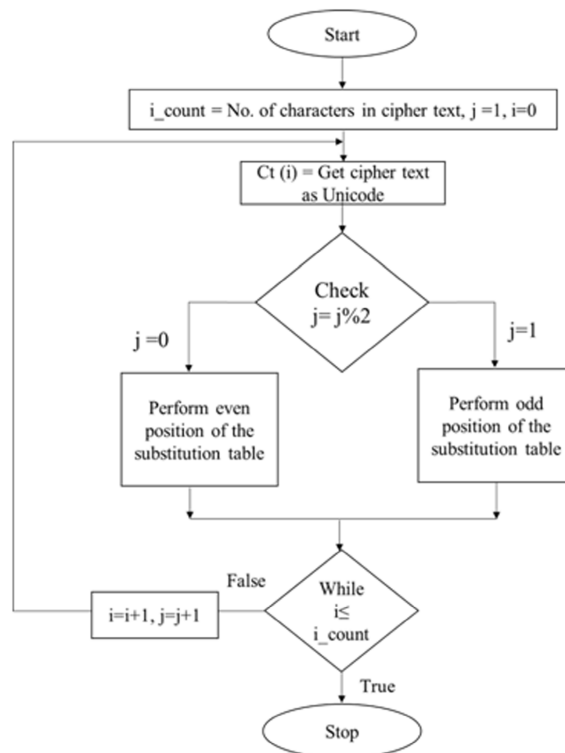 Start
i_count = No. of characters in cipher text, j =1, i=0
Ct (i) = Get cipher text
as Unicode
Check
j= j%2
j =0
j=1
Perform even
position of the
substitution table
Perform odd
position of the
substitution table
False
While
i≤
i_count
i=i+1, j=j+1
True
Stop